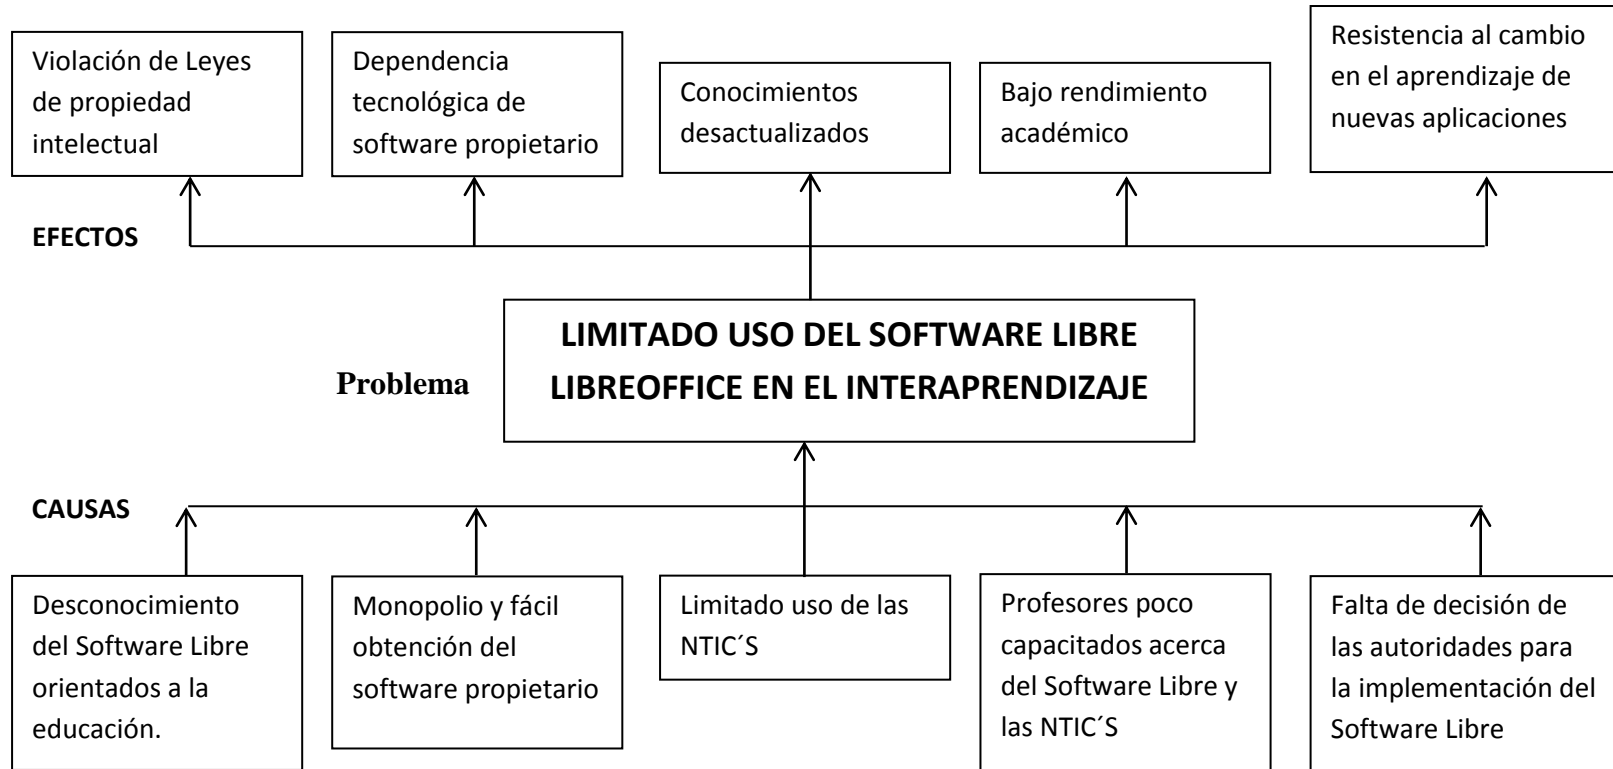 Violación de Leyes
de propiedad
intelectual
Dependencia
tecnológica de
software propietario
Conocimientos
desactualizados
Bajo rendimiento
académico
Resistencia al cambio
en el aprendizaje de
nuevas aplicaciones
EFECTOS
Problema
LIMITADO USO DEL SOFTWARE LIBRE
LIBREOFFICE EN EL INTERAPRENDIZAJE
CAUSAS
Desconocimiento
del Software Libre
orientados a la
educación.
Monopolio y fácil
obtención del
software propietario
Limitado uso de las
NTIC´S
Profesores poco
capacitados acerca
del Software Libre y
las NTIC´S
Falta de decisión de
las autoridades para
la implementación del
Software Libre